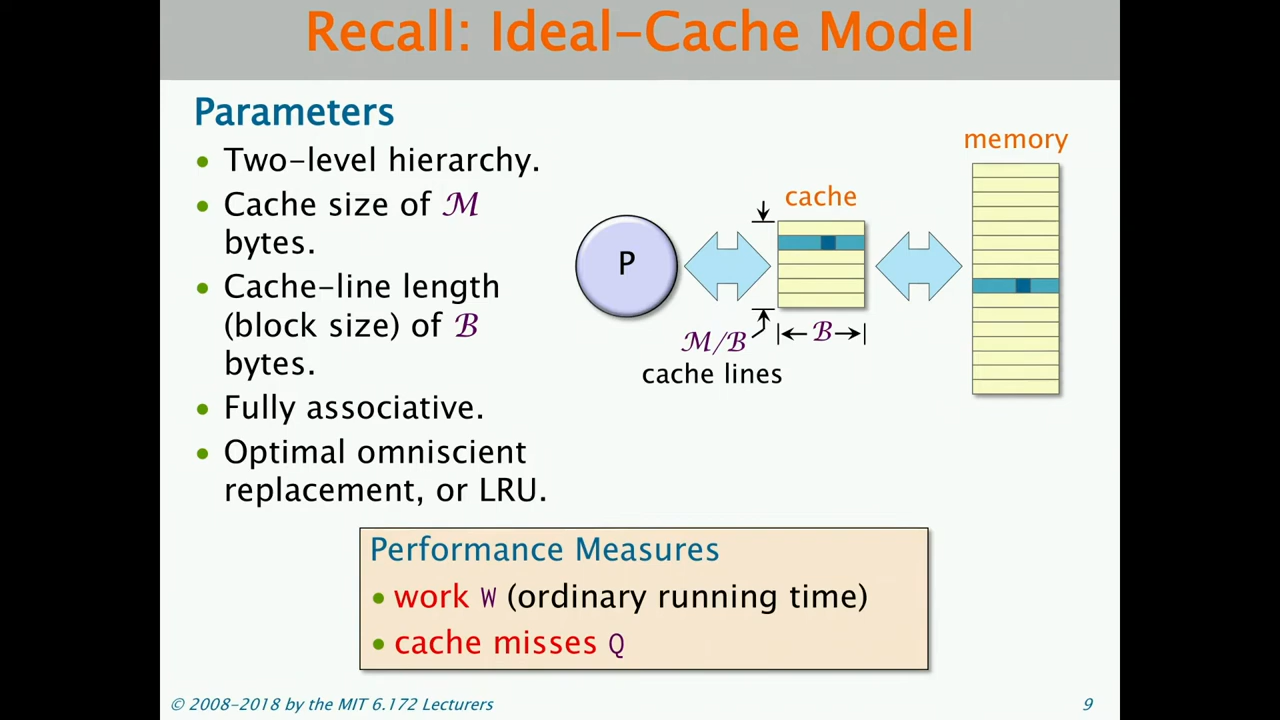 Recall: Ideal–Cache Model
Parameters
• Two–level hierarchy.
• Cache size of ℳ
bytes.
• Cache–line length
(block size) of ℬ
bytes.
• Fully associative.
• Optimal omniscient
replacement, or LRU.
P
cache
memory
ℳ/ℬ
cache lines
ℬ
Performance Measures
• work W (ordinary running time)
• cache misses Q
© 2008–2018 by the MIT 6.172 Lecturers
9